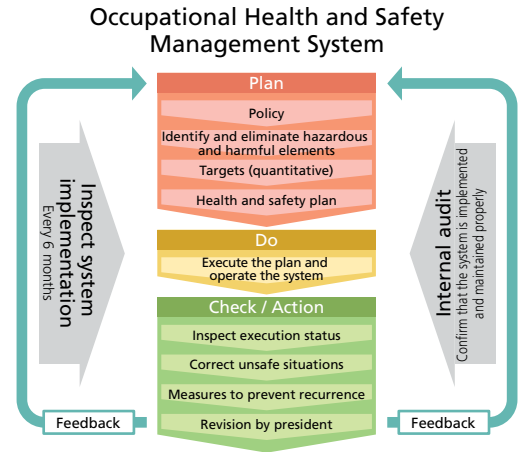 Occupational Health and Safety
Management System
Plan
Policy
Identify and eliminate hazardous
and harmful elements
Targets (quantitative)
Health and safety plan
Do
Execute the plan and
operate the system
Check / Action
Inspect execution status
Correct unsafe situations
Measures to prevent recurrence
Revision by president
Inspect system
implementation
Every 6 months
Internal audit
Confirm that the system is implemented
and maintained properly
Feedback
Feedback